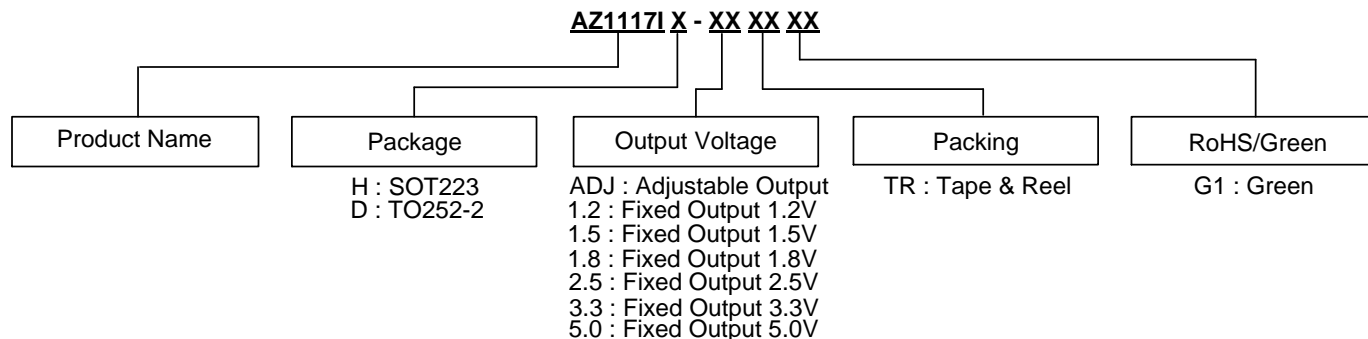 AZ1117I X - XX XX XX
Product Name
Package
Output Voltage
Packing
RoHS/Green
H : SOT223
D : TO252-2
ADJ : Adjustable Output
1.2 : Fixed Output 1.2V
1.5 : Fixed Output 1.5V
1.8 : Fixed Output 1.8V
2.5 : Fixed Output 2.5V
3.3 : Fixed Output 3.3V
5.0 : Fixed Output 5.0V
TR : Tape & Reel
G1 : Green